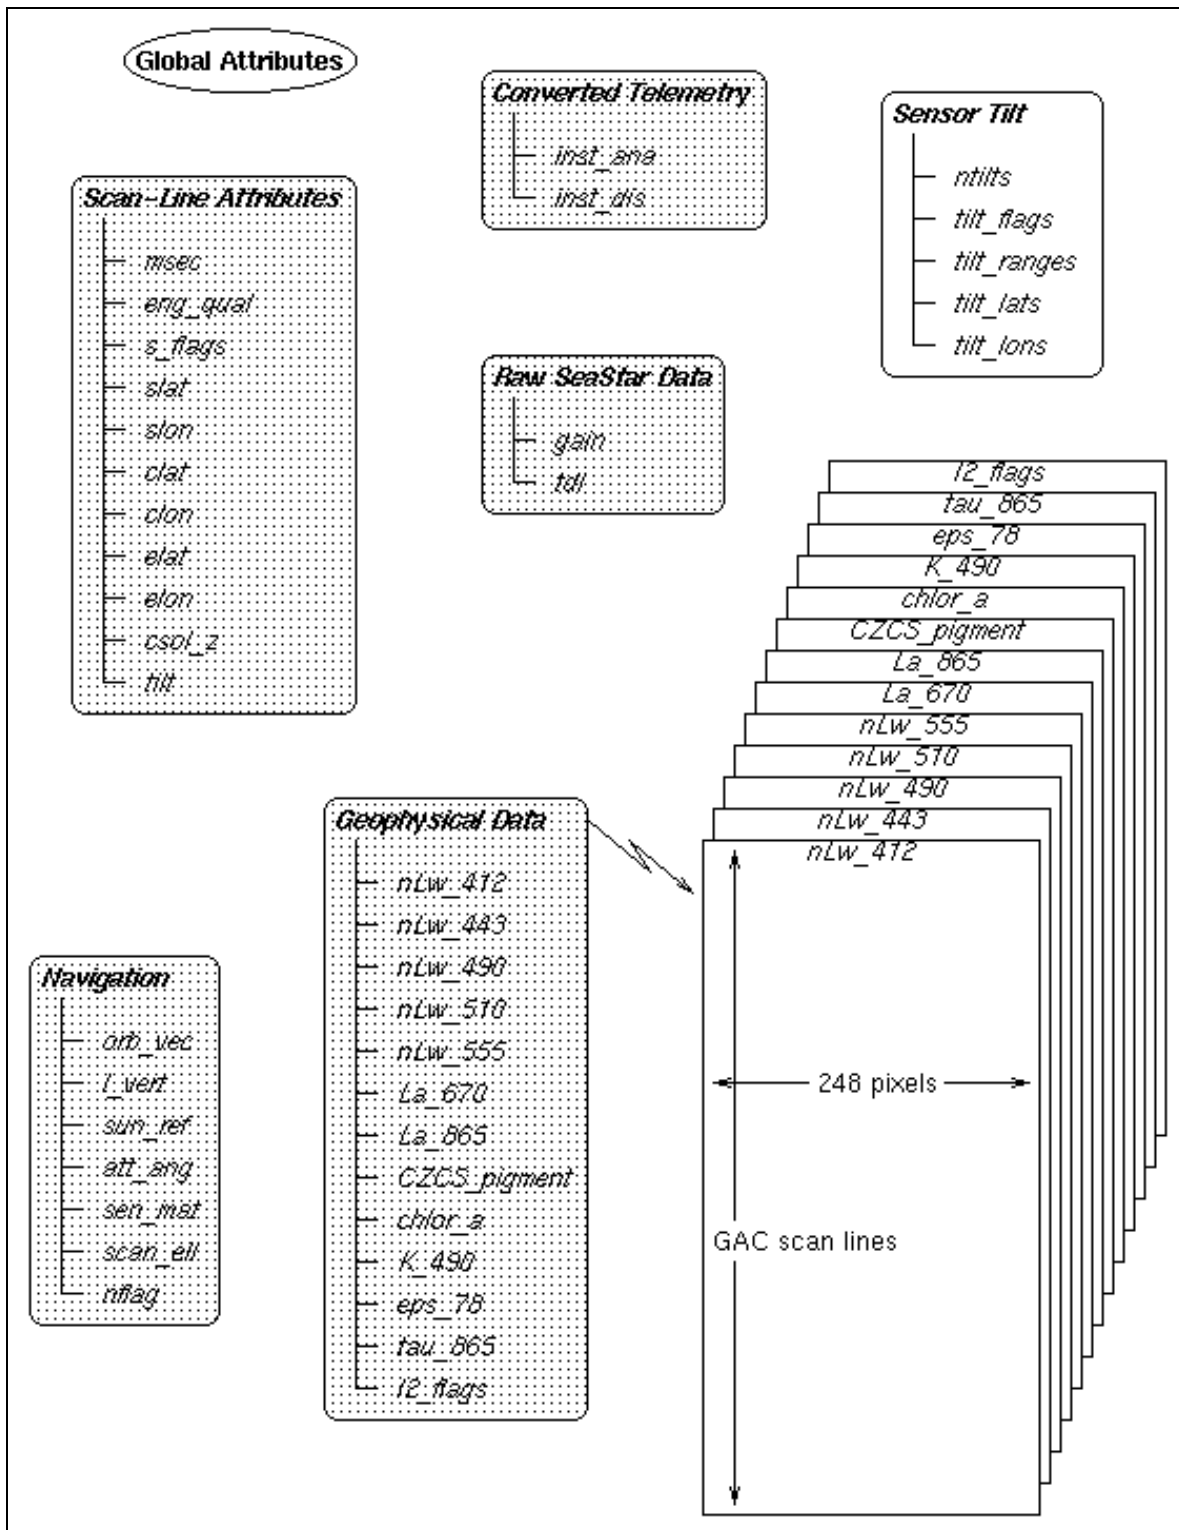 Global Attributes
Converted Telemetry
inst_ana
inst_dis
Sensor Tilt
ntilts
tilt_flags
tilt_ranges
tilt_lats
tilt_lons
Scan-Line Attributes
msec
eng_qual
s_flags
slat
slon
clat
clon
elat
elon
csol_z
tilt
Raw SeaStar Data
gain
tdi
l2_flags
tau_865
eps_78
K_490
chlor_a
CZCS_pigment
La_865
La_670
nLw_555
nLw_510
nLw_490
nLw_443
nLw_412
248 pixels
GAC scan lines
Geophysical Data
nLw_412
nLw_443
nLw_490
nLw_510
nLw_555
La_670
La_865
CZCS_pigment
chlor_a
K_490
eps_78
tau_865
l2_flags
Navigation
orb_vec
l_vert
sun_ref
att_ang
sen_mat
scan_ell
nflag